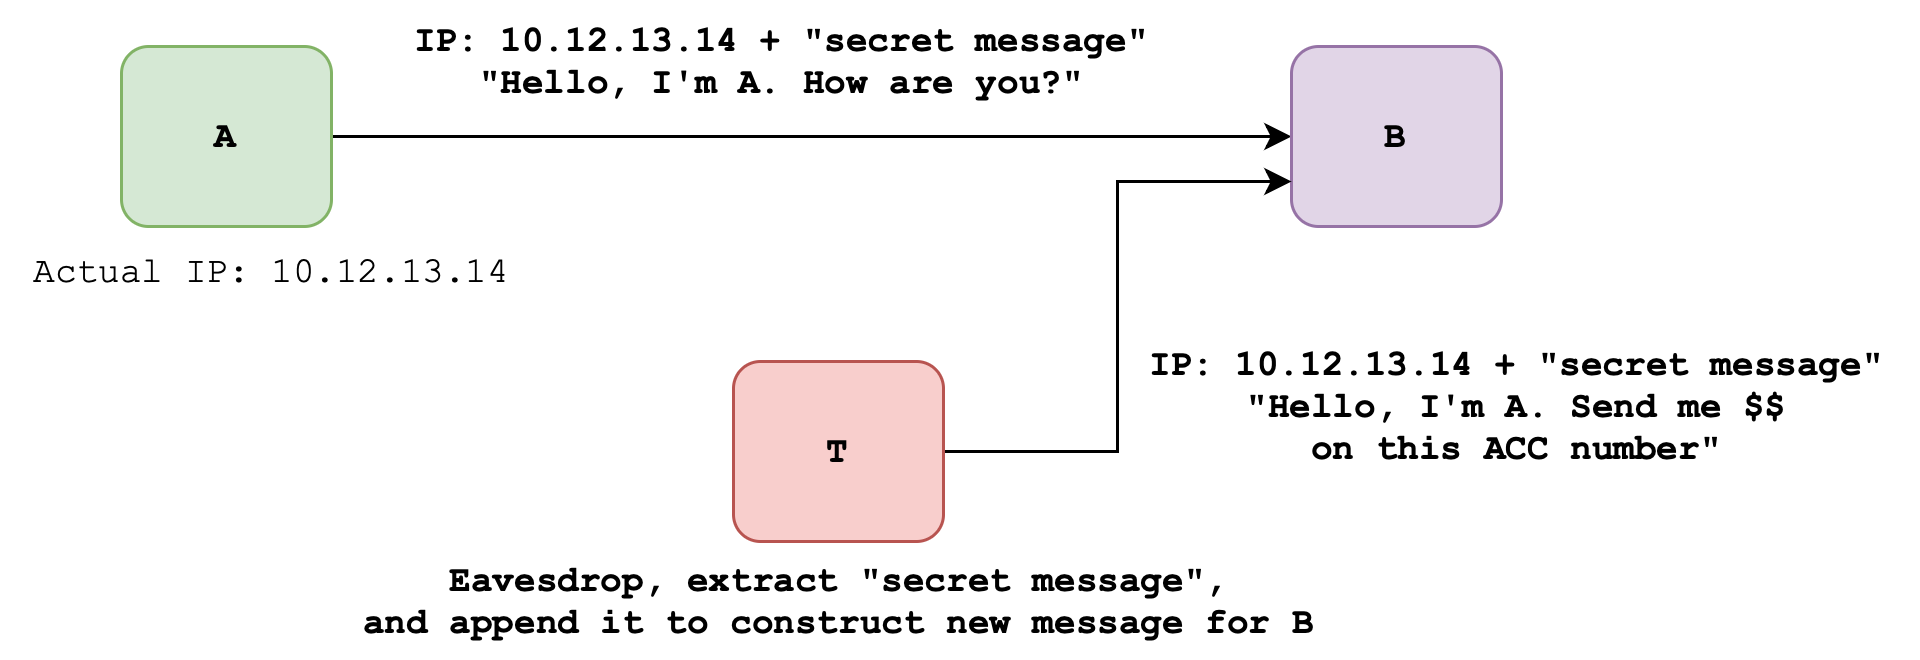 IP: 10.12.13.14 + "secret message"
"Hello, I'm A. How are you?"
A
B
Actual IP: 10.12.13.14
IP: 10.12.13.14 + "secret message"
"Hello, I'm A. Send me $$
on this ACC number"
T
Eavesdrop, extract "secret message",
and append it to construct new message for B